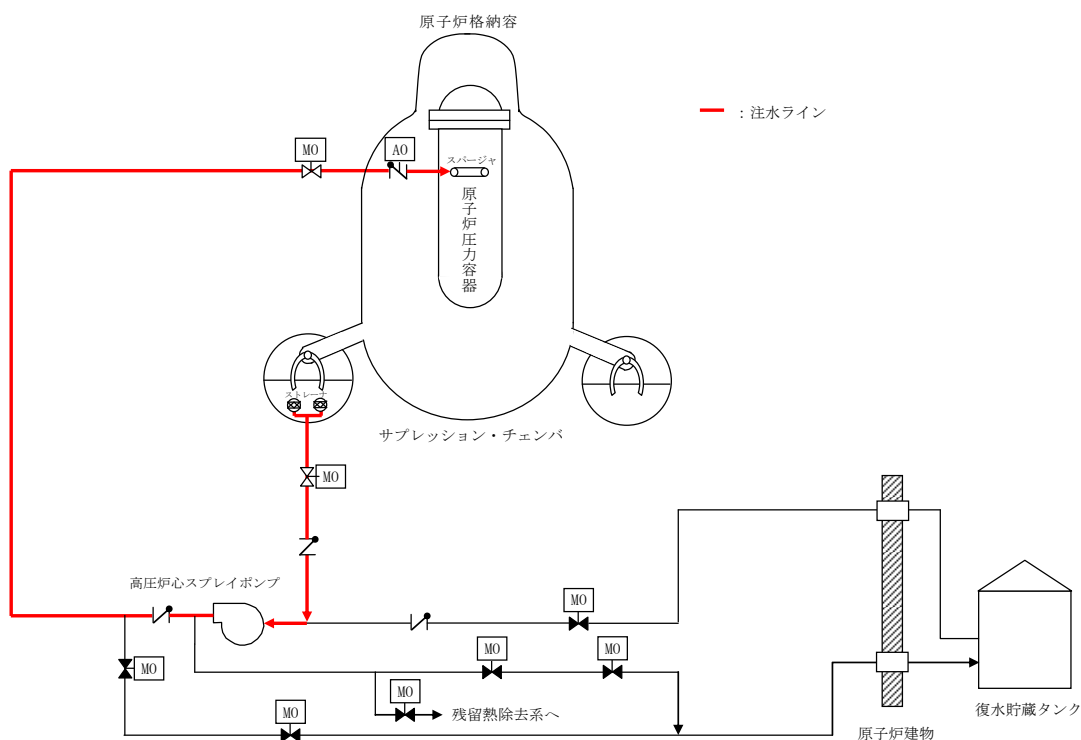 原子炉格納容
：注水ライン
MO
AO
スパージャ
原子炉圧力容器
ストレーナ
サプレッション・チェンバ
MO
高圧炉心スプレイポンプ
MO
MO
MO
MO
MO
残留熱除去系へ
MO
復水貯蔵タンク
原子炉建物